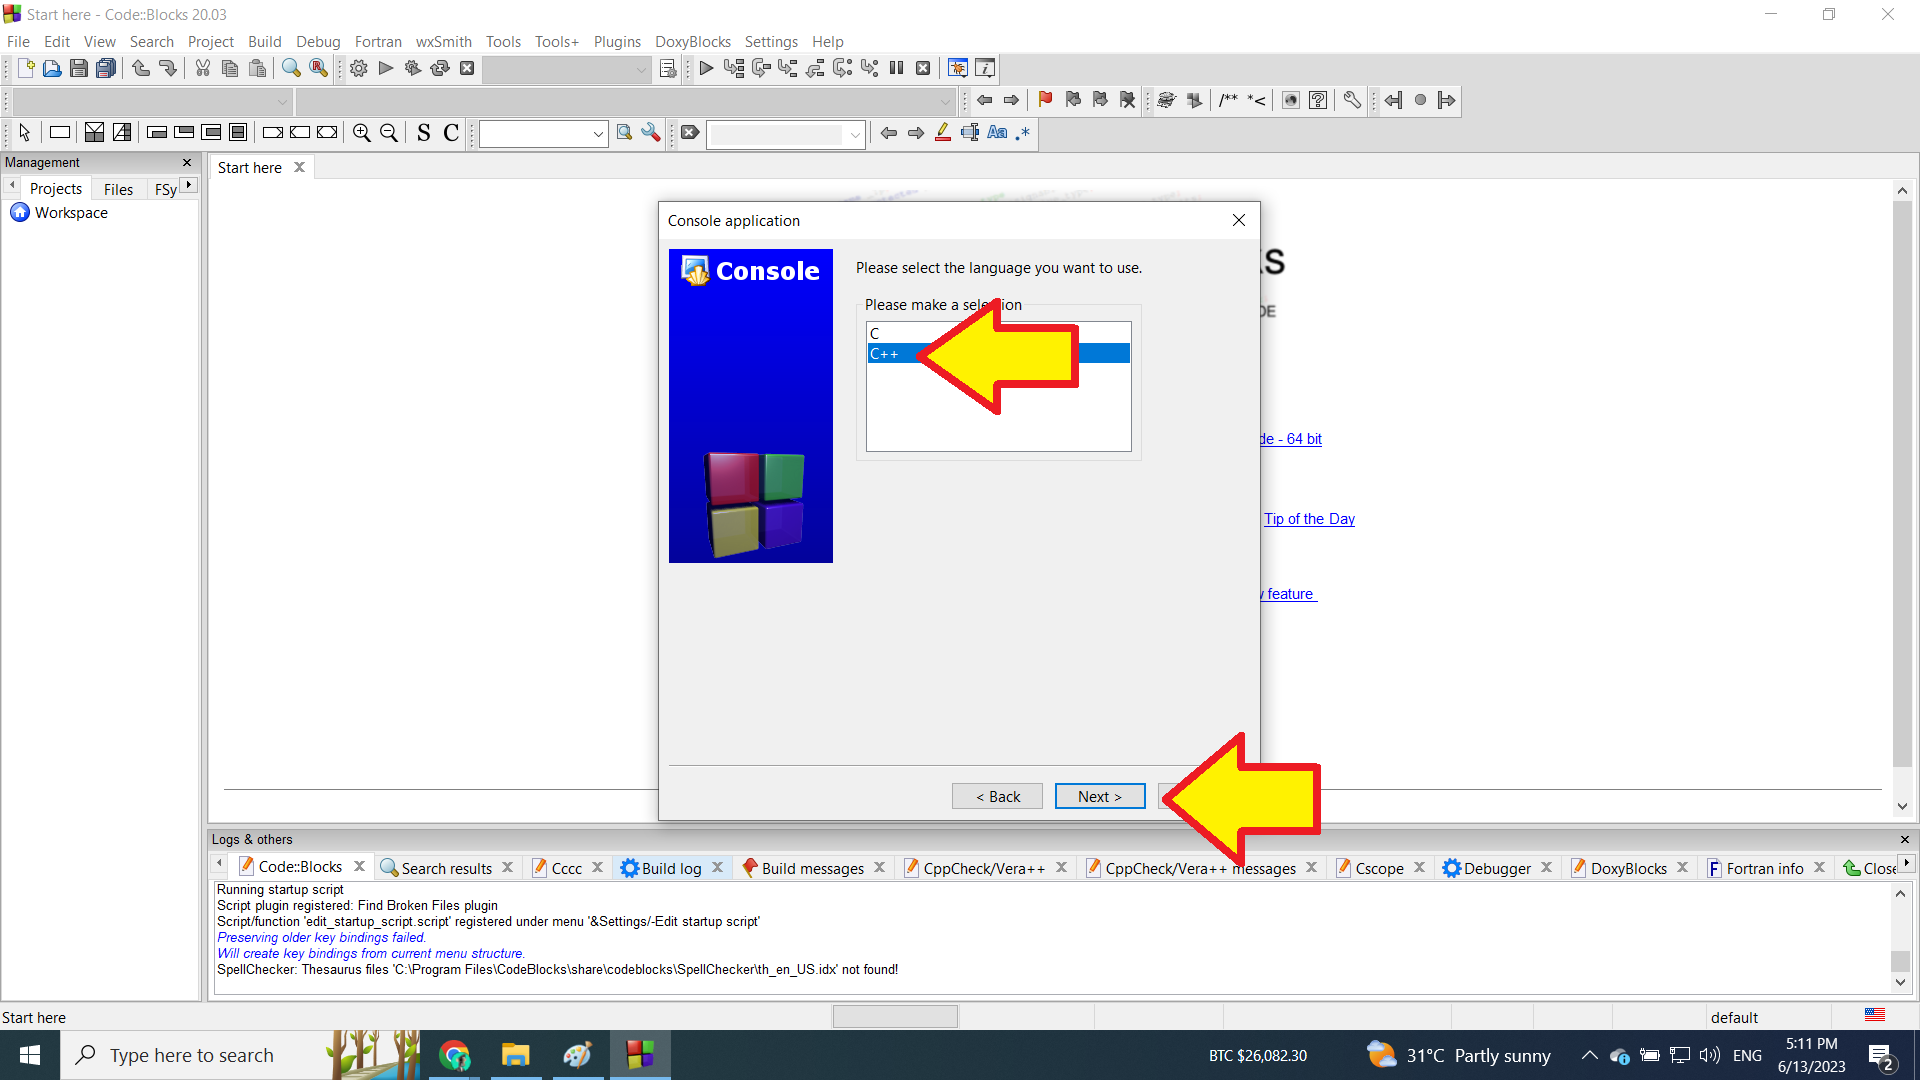 Start here - Code::Blocks 20.03
File Edit View Search Project Build Debug Fortran wxSmith Tools Tools+ Plugins DoxyBlocks Settings Help
/** *<
S C
Aa .*
Management
Start here
Projects Files FSy
Workspace
Console application
Console
Please select the language you want to use.
Please make a selection
C
C++
de - 64 bit
Tip of the Day
feature
< Back Next >
Logs & others
Code::Blocks Search results Cccc Build log Build messages CppCheck/Vera++ CppCheck/Vera++ messages Cscope Debugger DoxyBlocks Fortran info Close
Running startup script
Script plugin registered: Find Broken Files plugin
Script/function 'edit_startup_script.script' registered under menu '&Settings/-Edit startup script'
Preserving older key bindings failed.
Will create key bindings from current menu structure.
SpellChecker: Thesaurus files 'C:\Program Files\CodeBlocks\share\codeblocks\SpellChecker\th_en_US.idx' not found!
Start here
default
Type here to search
BTC $26,082.30
31°C Partly sunny
ENG
5:11 PM
6/13/2023
2